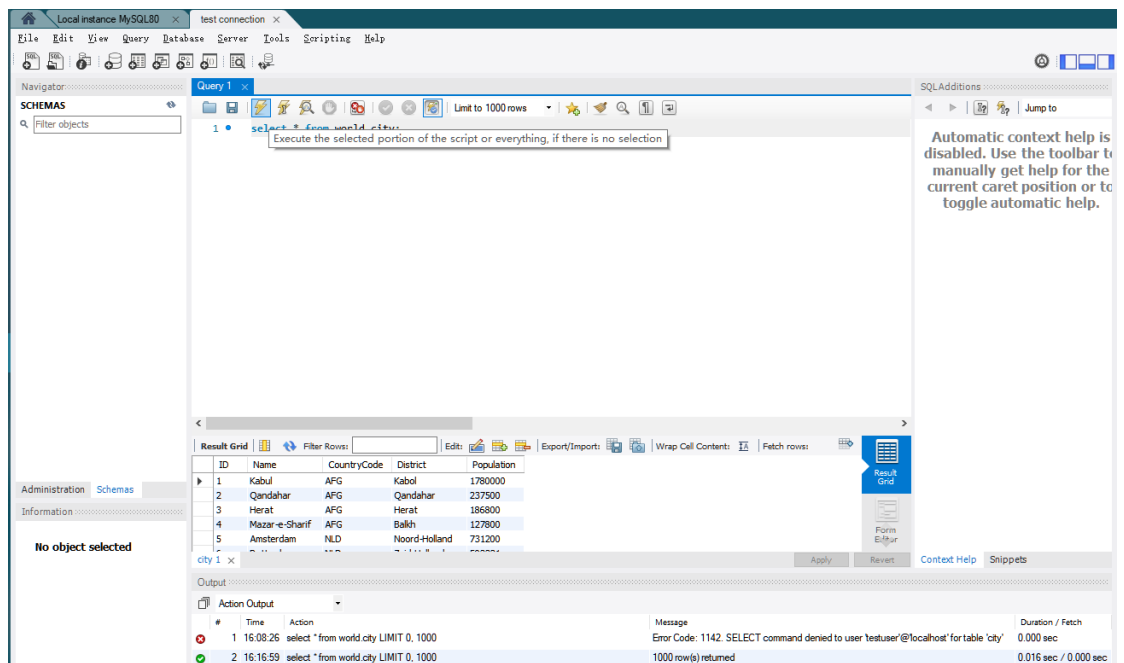 Local instance MySQL80 × test connection ×
File Edit View Query Database Server Tools Scripting Help
Navigator
SCHEMAS
Filter objects
Administration Schemas
Information
No object selected
Query 1 ×
Limit to 1000 rows
1 select * from world.city;
Execute the selected portion of the script or everything, if there is no selection
Result Grid Filter Rows: Edit: Export/Import: Wrap Cell Content: Fetch rows:
ID Name CountryCode District Population
1 Kabul AFG Kabol 1780000
2 Qandahar AFG Qandahar 237500
3 Herat AFG Herat 186800
4 Mazar-e-Sharif AFG Balkh 127800
5 Amsterdam NLD Noord-Holland 731200
Result
Grid
Form
Editor
city 1 × Apply Revert
Output
Action Output
# Time Action Message Duration / Fetch
1 16:08:26 select * from world.city LIMIT 0, 1000 Error Code: 1142. SELECT command denied to user 'testuser'@'localhost' for table 'city' 0.000 sec
2 16:16:59 select * from world.city LIMIT 0, 1000 1000 row(s) returned 0.016 sec / 0.000 sec
SQLAdditions
Jump to
Automatic context help is
disabled. Use the toolbar to
manually get help for the
current caret position or to
toggle automatic help.
Context Help Snippets